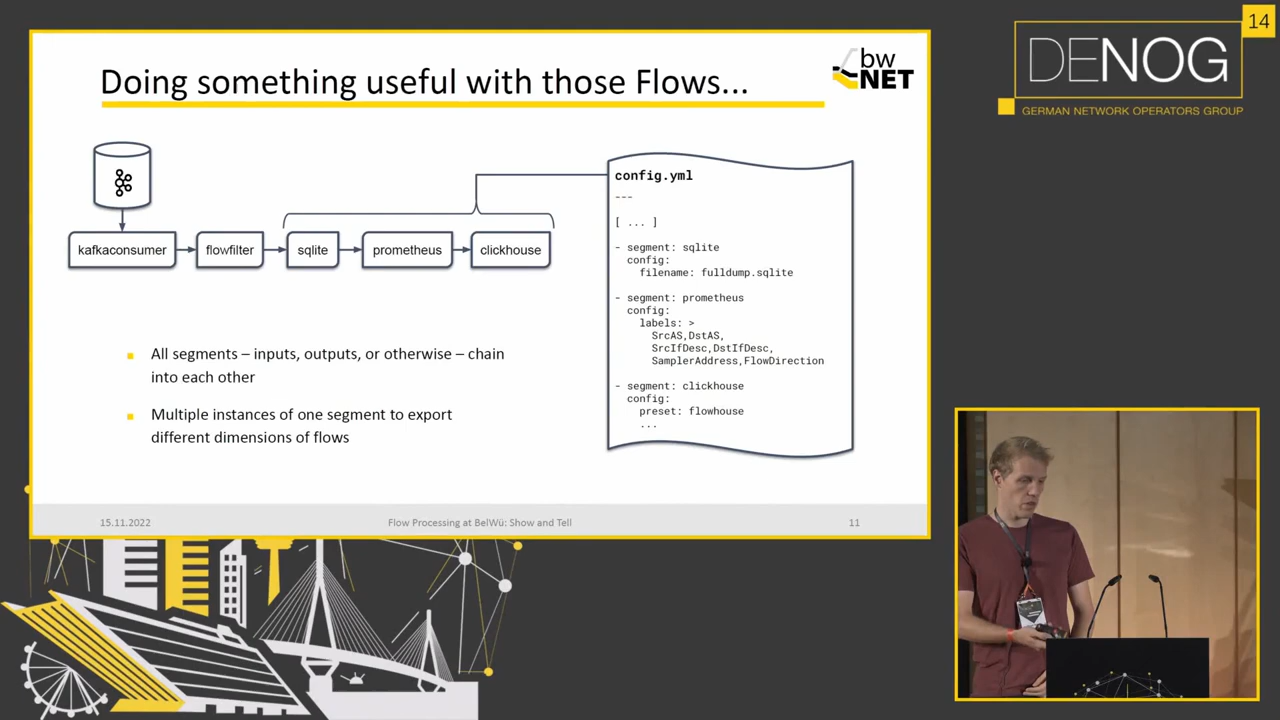 Doing something useful with those Flows...
bw
NET
14
DENOG
GERMAN NETWORK OPERATORS GROUP
kafkaconsumer
flowfilter
sqlite
prometheus
clickhouse
config.yml
---
[ ... ]
- segment: sqlite
config:
filename: fulldump.sqlite
- segment: prometheus
config:
labels: >
SrcAS,DstAS,
SrcIfDesc,DstIfDesc,
SamplerAddress,FlowDirection
- segment: clickhouse
config:
preset: flowhouse
...
All segments – inputs, outputs, or otherwise – chain
into each other
Multiple instances of one segment to export
different dimensions of flows
15.11.2022
Flow Processing at BelWü: Show and Tell
11